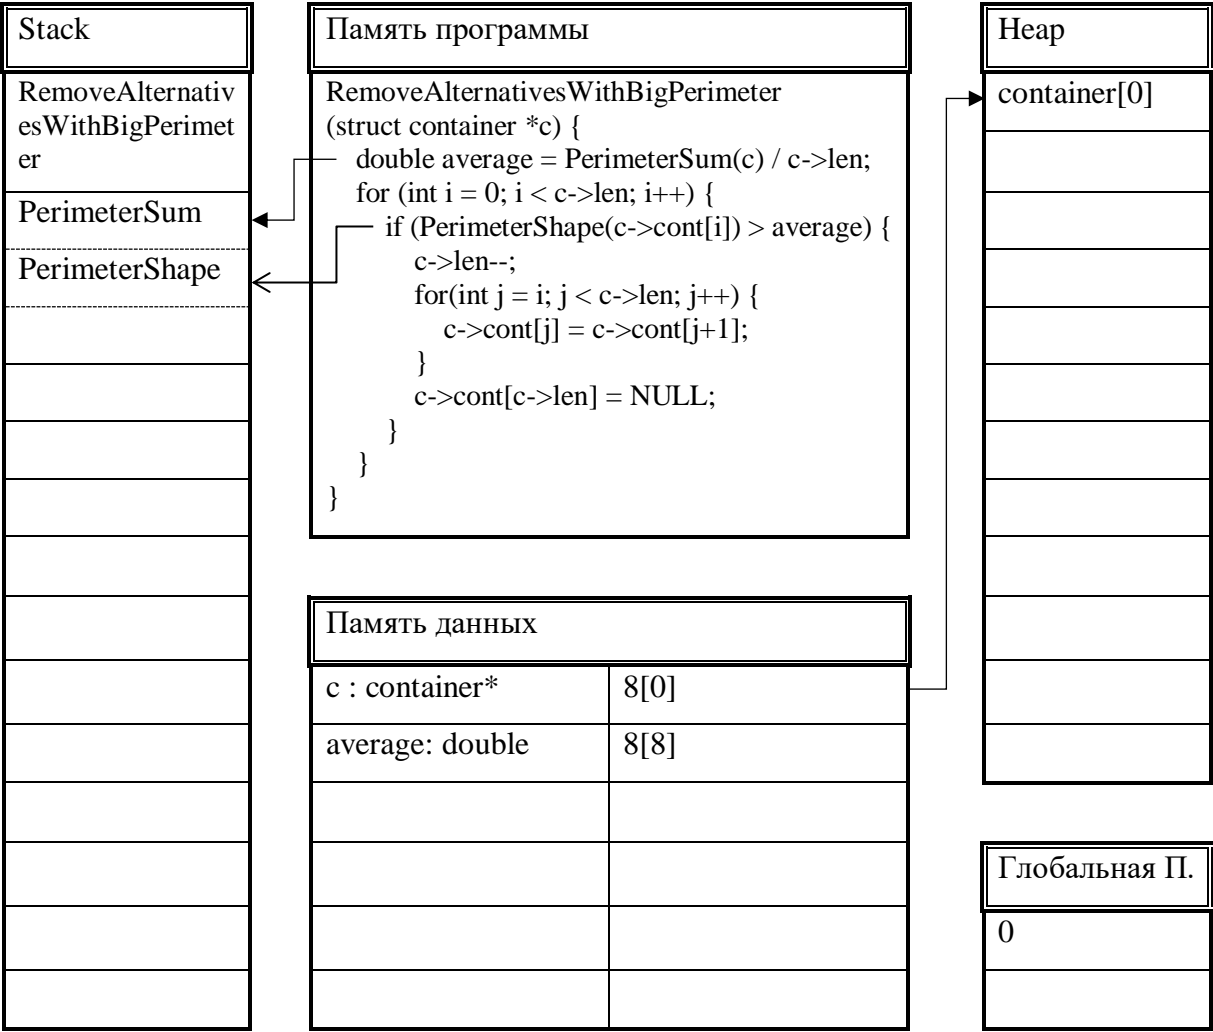 Stack
RemoveAlternativ
esWithBigPerimet
er
PerimeterSum
PerimeterShape
Память программы
RemoveAlternativesWithBigPerimeter
(struct container *c) {
double average = PerimeterSum(c) / c->len;
for (int i = 0; i < c->len; i++) {
if (PerimeterShape(c->cont[i]) > average) {
c->len--;
for(int j = i; j < c->len; j++) {
c->cont[j] = c->cont[j+1];
}
c->cont[c->len] = NULL;
}
}
}
Память данных
c : container* 8[0]
average: double 8[8]
Heap
container[0]
Глобальная П.
0